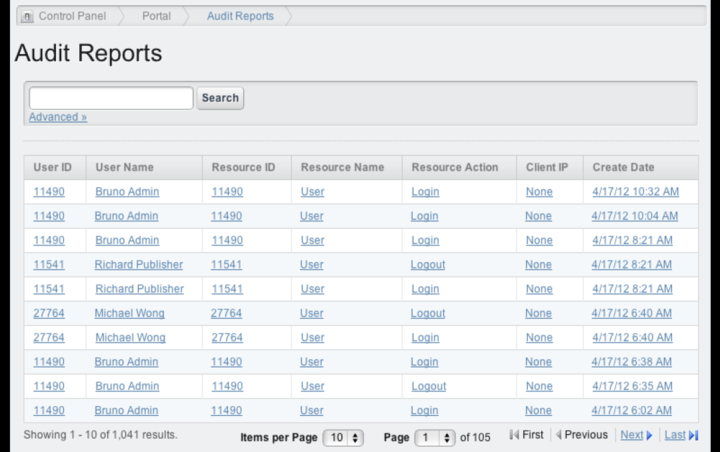 Control Panel Portal Audit Reports
Audit Reports
Search
Advanced »
User ID User Name Resource ID Resource Name Resource Action Client IP Create Date
11490 Bruno Admin 11490 User Login None 4/17/12 10:32 AM
11490 Bruno Admin 11490 User Login None 4/17/12 10:04 AM
11490 Bruno Admin 11490 User Login None 4/17/12 8:21 AM
11541 Richard Publisher 11541 User Logout None 4/17/12 8:21 AM
11541 Richard Publisher 11541 User Login None 4/17/12 8:21 AM
27764 Michael Wong 27764 User Logout None 4/17/12 6:40 AM
27764 Michael Wong 27764 User Login None 4/17/12 6:40 AM
11490 Bruno Admin 11490 User Login None 4/17/12 6:38 AM
11490 Bruno Admin 11490 User Logout None 4/17/12 6:35 AM
11490 Bruno Admin 11490 User Login None 4/17/12 6:02 AM
Showing 1 - 10 of 1,041 results. Items per Page 10 Page 1 of 105 First Previous Next Last